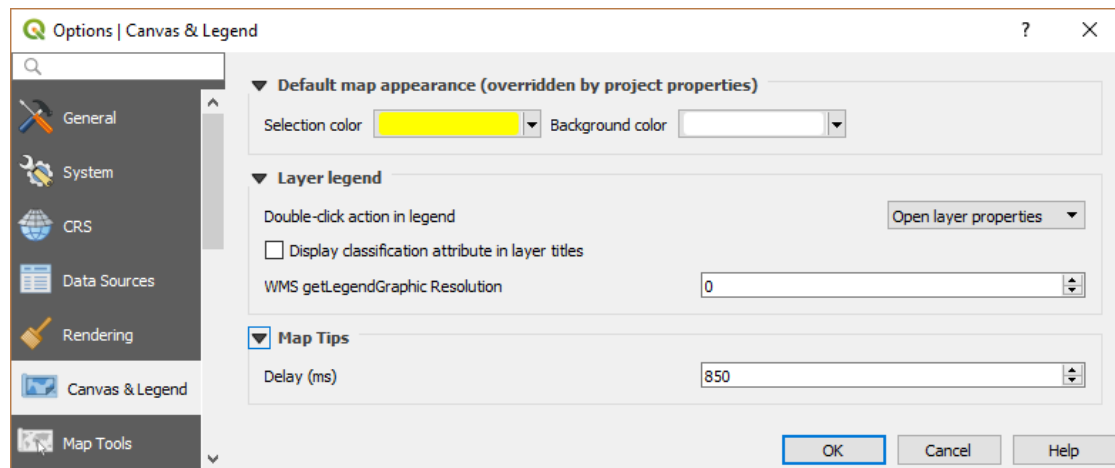 Options | Canvas & Legend
?
General
System
CRS
Data Sources
Rendering
Canvas & Legend
Map Tools
Default map appearance (overridden by project properties)
Selection color
Background color
Layer legend
Double-click action in legend
Open layer properties
Display classification attribute in layer titles
WMS getLegendGraphic Resolution
0
Map Tips
Delay (ms)
850
OK
Cancel
Help